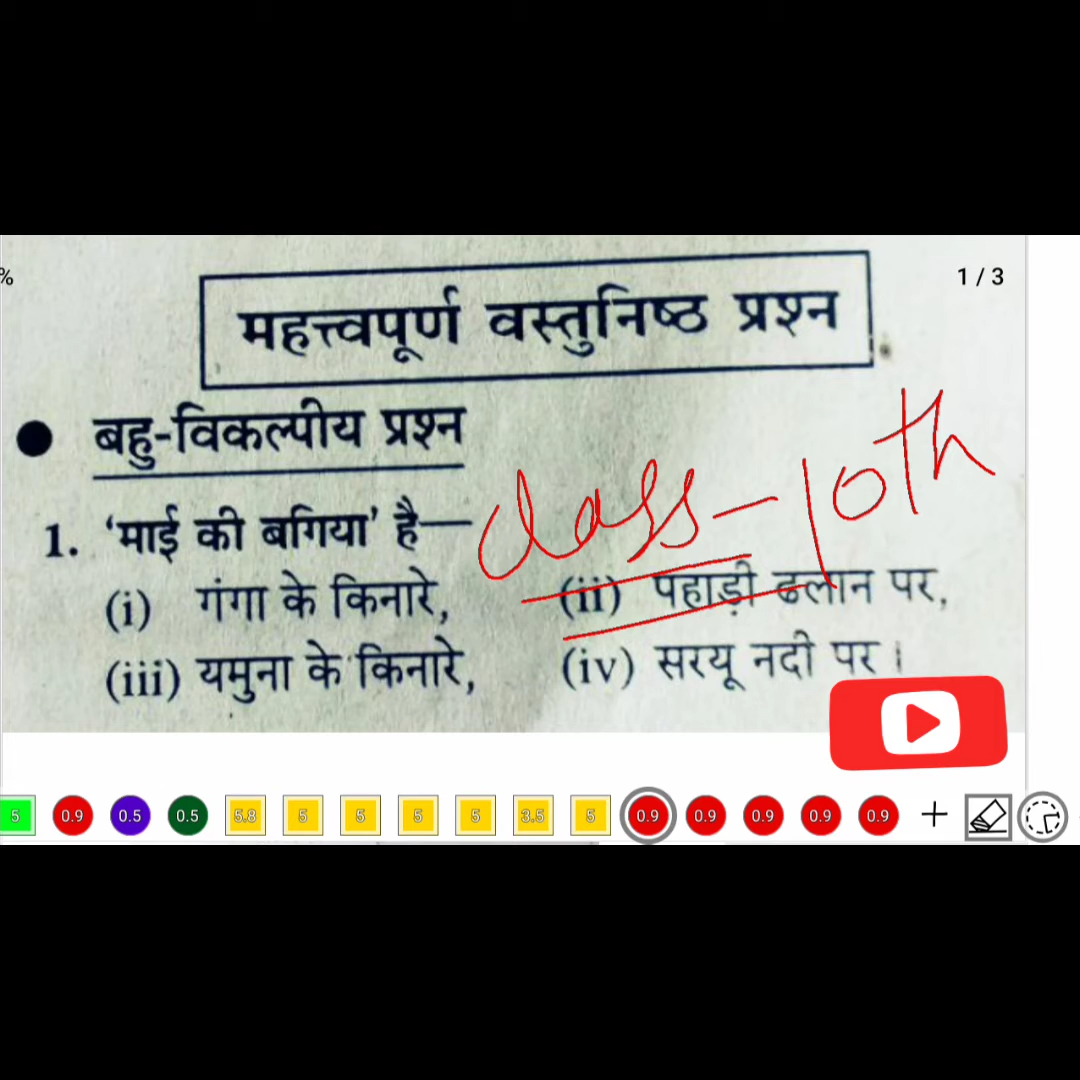 %
1 / 3
महत्त्वपूर्ण वस्तुनिष्ठ प्रश्न
● बहु-विकल्पीय प्रश्न
Class - 10th
1. ‘माई की बगिया’ है—
(i) गंगा के किनारे, (ii) पहाड़ी ढलान पर,
(iii) यमुना के किनारे, (iv) सरयू नदी पर।
5 0.9 0.5 0.5 5.8 5 5 5 5 3.5 5 0.9 0.9 0.9 0.9 0.9 +